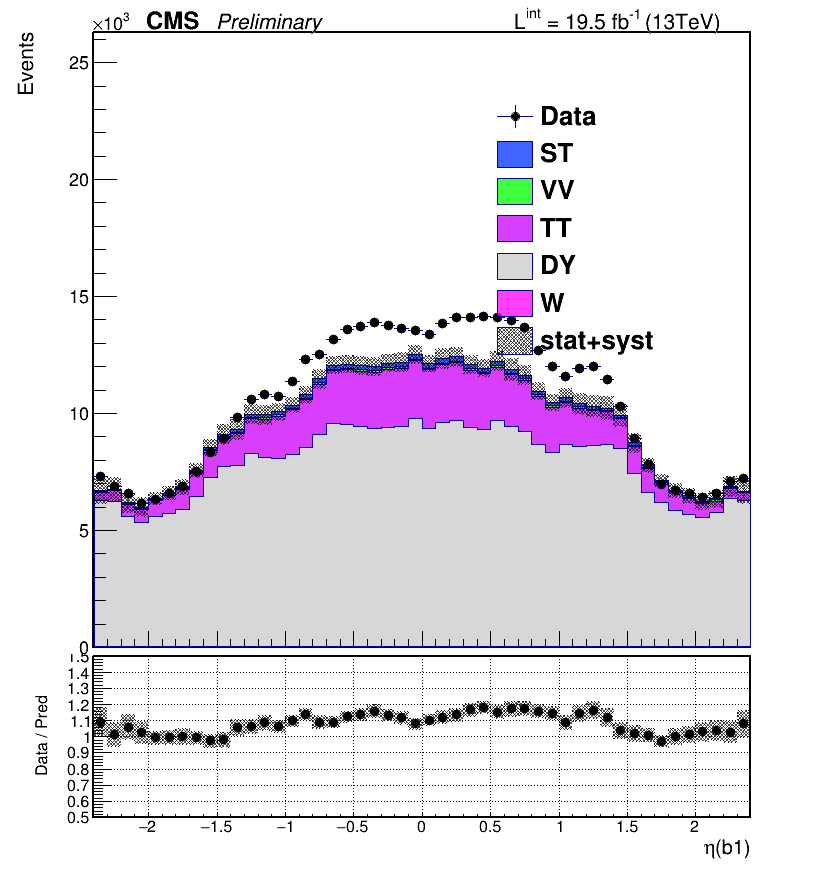 ×10³ CMS Preliminary L^int = 19.5 fb⁻¹ (13TeV)
Events
25
20
15
10
5
0
Data
ST
VV
TT
DY
W
stat+syst
Data / Pred
1.5
1.4
1.3
1.2
1.1
1
0.9
0.8
0.7
0.6
0.5
−2 −1.5 −1 −0.5 0 0.5 1 1.5 2
η(b1)